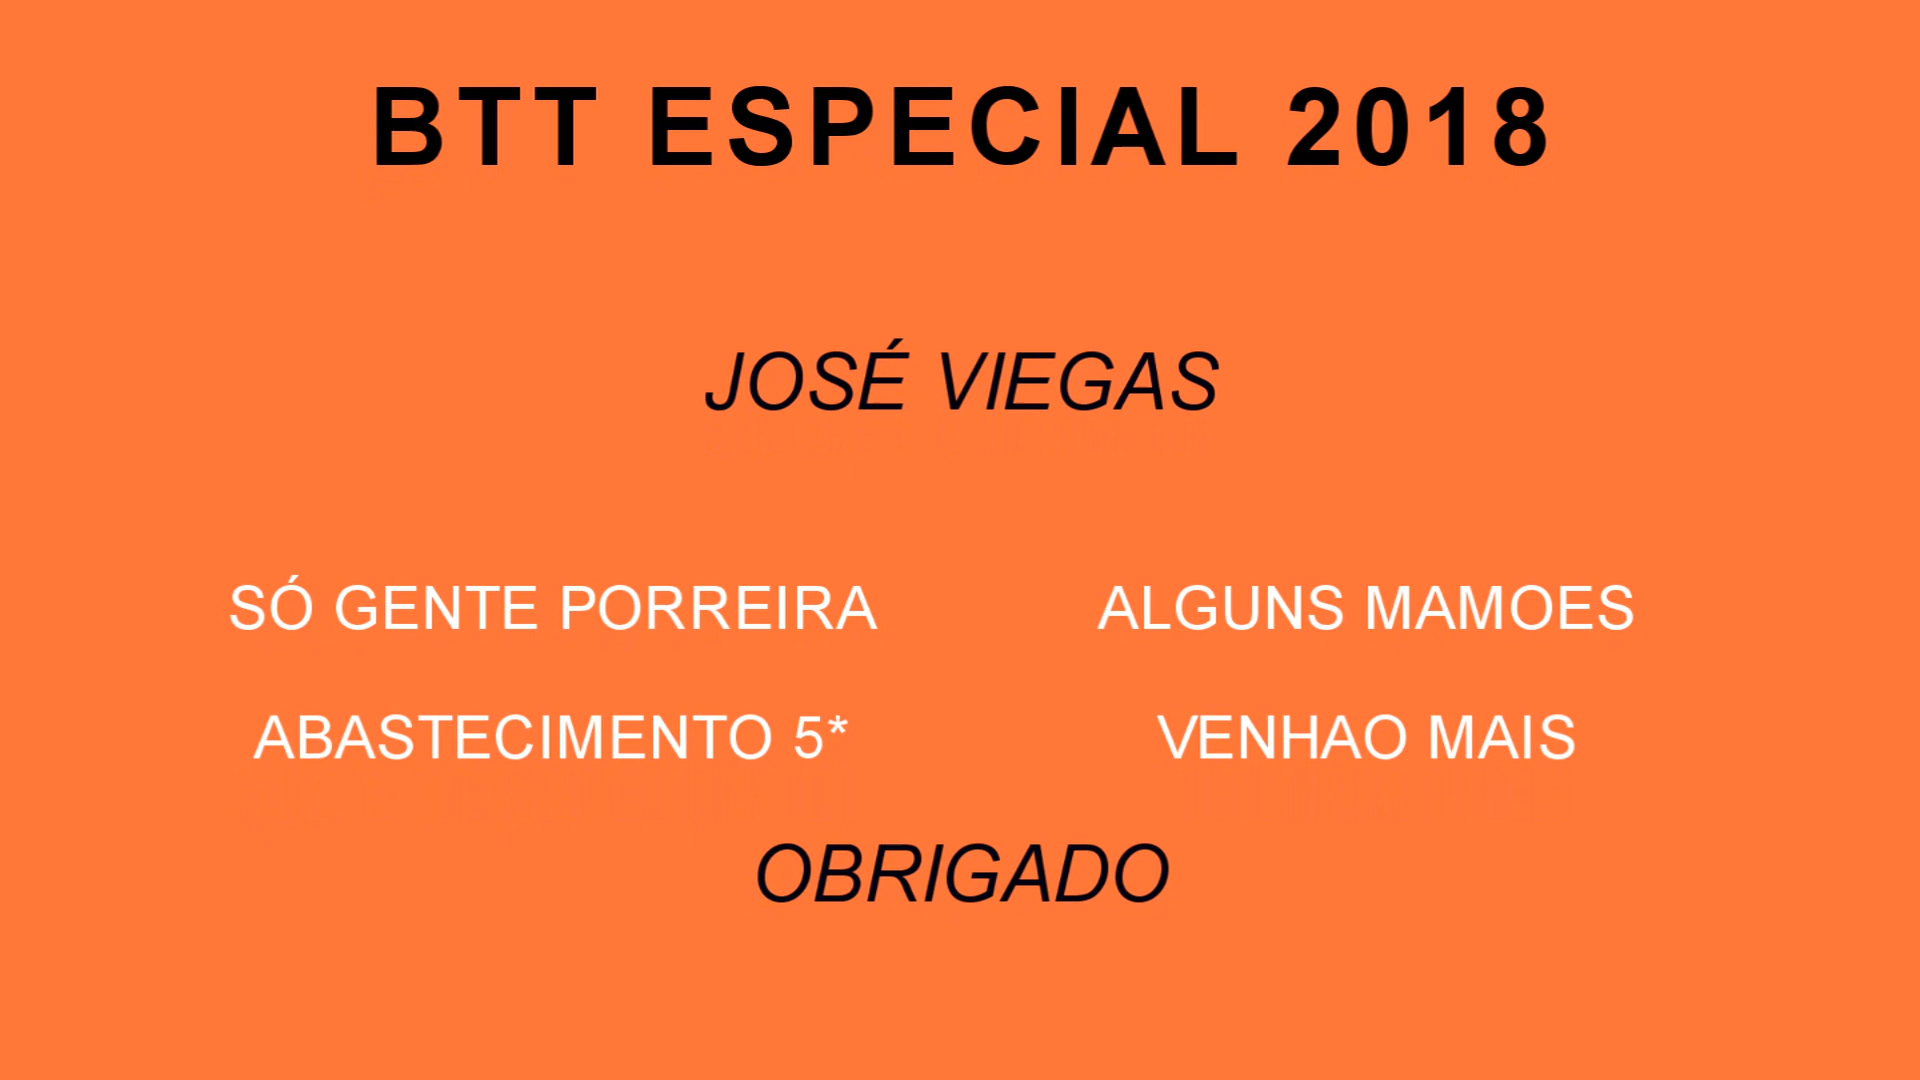 BTT ESPECIAL 2018
JOSÉ VIEGAS
SÓ GENTE PORREIRA
ALGUNS MAMOES
ABASTECIMENTO 5*
VENHAO MAIS
OBRIGADO